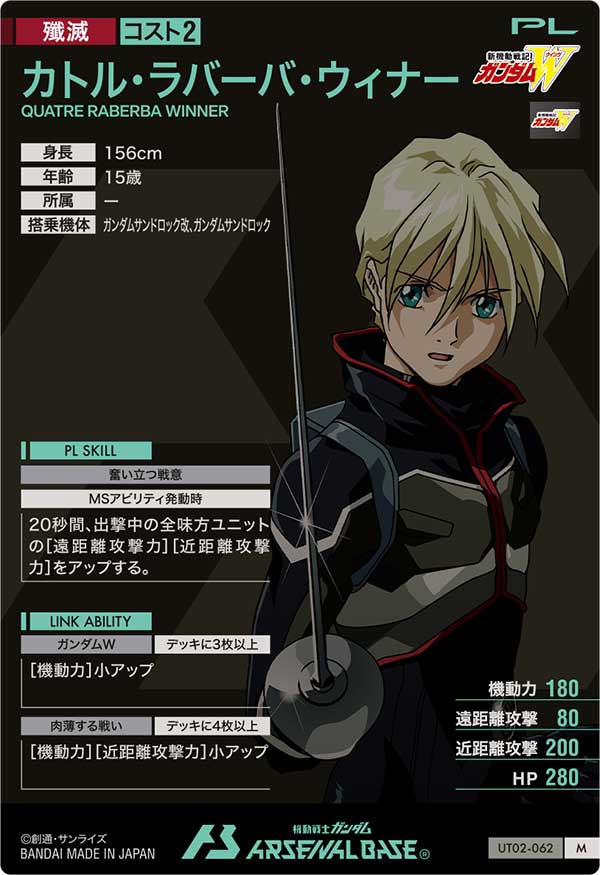 殲滅 コスト2 PL
カトル・ラバーバ・ウィナー
QUATRE RABERBA WINNER
新機動戦記 ガンダムW ウイング
ガンダムW
身長 156cm
年齢 15歳
所属 ー
搭乗機体 ガンダムサンドロック改、ガンダムサンドロック
PL SKILL
奮い立つ戦意
MSアビリティ発動時
20秒間、出撃中の全味方ユニット
の[遠距離攻撃力][近距離攻撃
力]をアップする。
LINK ABILITY
ガンダムW デッキに3枚以上
[機動力]小アップ
肉薄する戦い デッキに4枚以上
[機動力][近距離攻撃力]小アップ
機動力 180
遠距離攻撃 80
近距離攻撃 200
HP 280
©創通・サンライズ
BANDAI MADE IN JAPAN
機動戦士ガンダム
AB ARSENAL BASE®
UT02-062 M